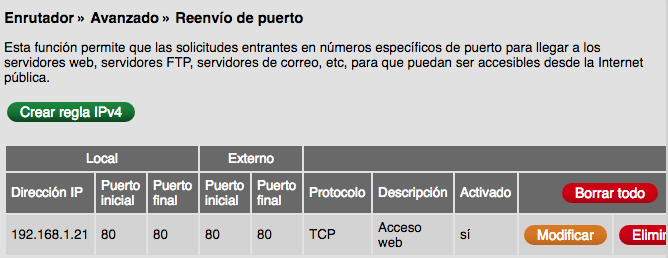 Enrutador » Avanzado » Reenvío de puerto
Esta función permite que las solicitudes entrantes en números específicos de puerto para llegar a los
servidores web, servidores FTP, servidores de correo, etc, para que puedan ser accesibles desde la Internet
pública.
Crear regla IPv4
Local Externo
Dirección IP Puerto inicial Puerto final Puerto inicial Puerto final Protocolo Descripción Activado Borrar todo
192.168.1.21 80 80 80 80 TCP Acceso web sí Modificar Elimin